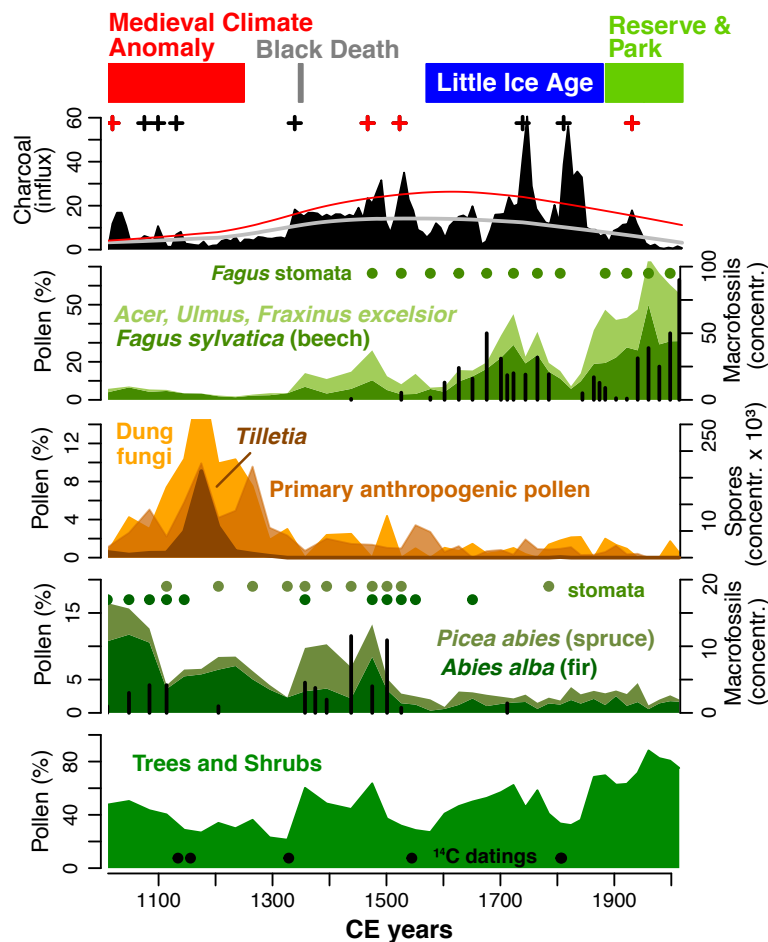 Medieval Climate
Anomaly
Black Death
Reserve &
Park
Little Ice Age
Charcoal
(influx)
0 20 40 60
Fagus stomata
Acer, Ulmus, Fraxinus excelsior
Fagus sylvatica (beech)
Pollen (%)
0 20 50
Macrofossils
(concentr.)
0 50 100
Dung
fungi
Tilletia
Primary anthropogenic pollen
Pollen (%)
0 4 8 12
Spores
(concentr. x 10³)
0 10 250
stomata
Picea abies (spruce)
Abies alba (fir)
Pollen (%)
0 5 15
Macrofossils
(concentr.)
0 10 20
Trees and Shrubs
Pollen (%)
0 40 80
¹⁴C datings
1100 1300 1500 1700 1900
CE years